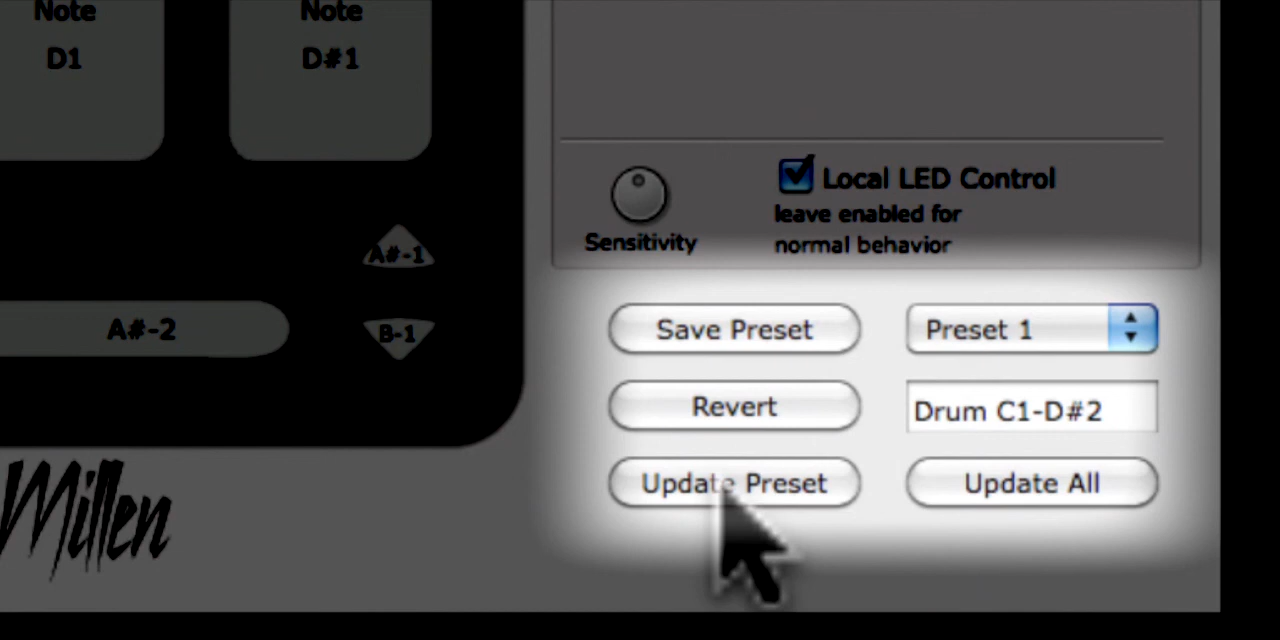 Note
D1
Note
D#1
A#-1
A#-2
B-1
Millen
Sensitivity
Local LED Control
leave enabled for
normal behavior
Save Preset
Preset 1
Revert
Drum C1-D#2
Update Preset
Update All